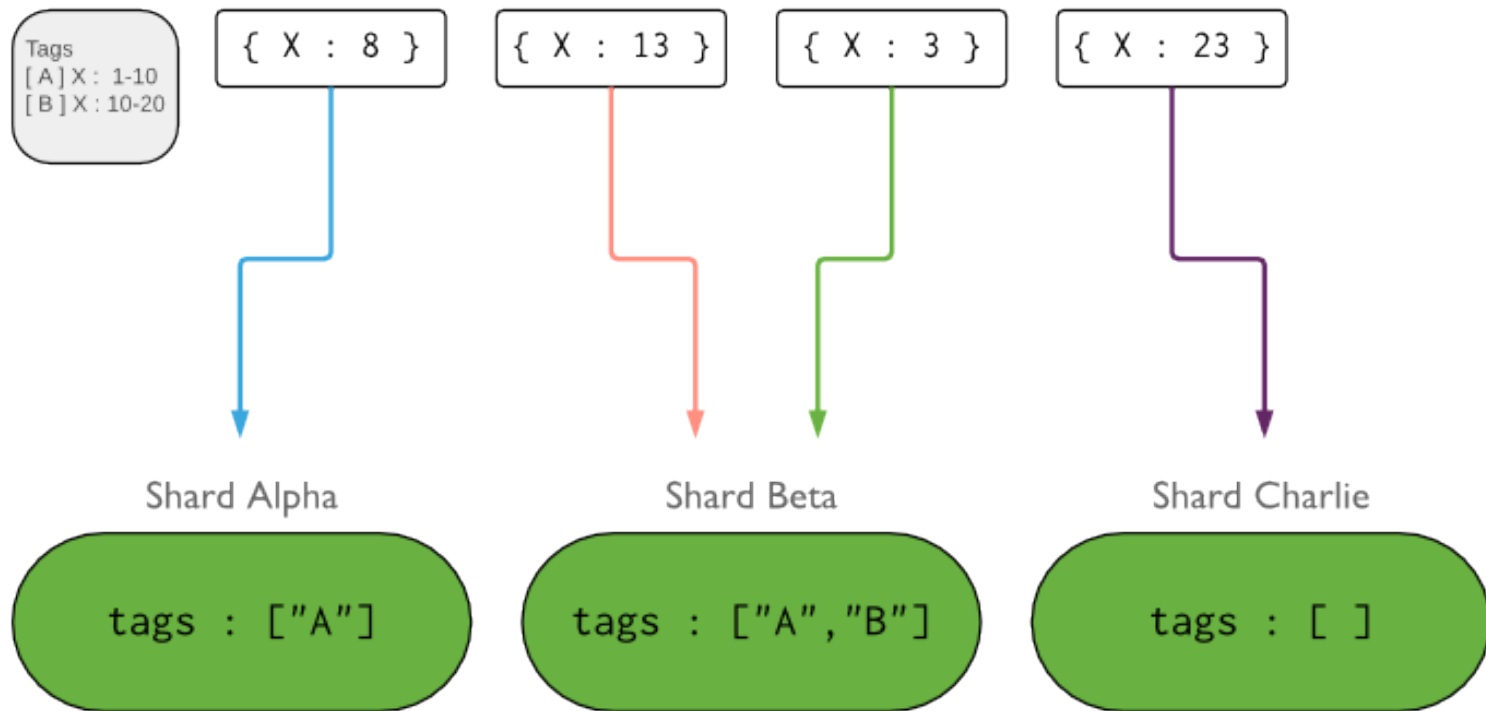 Tags
[ A ] X : 1-10
[ B ] X : 10-20
{ X : 8 }
{ X : 13 }
{ X : 3 }
{ X : 23 }
Shard Alpha
Shard Beta
Shard Charlie
tags : ["A"]
tags : ["A","B"]
tags : [ ]